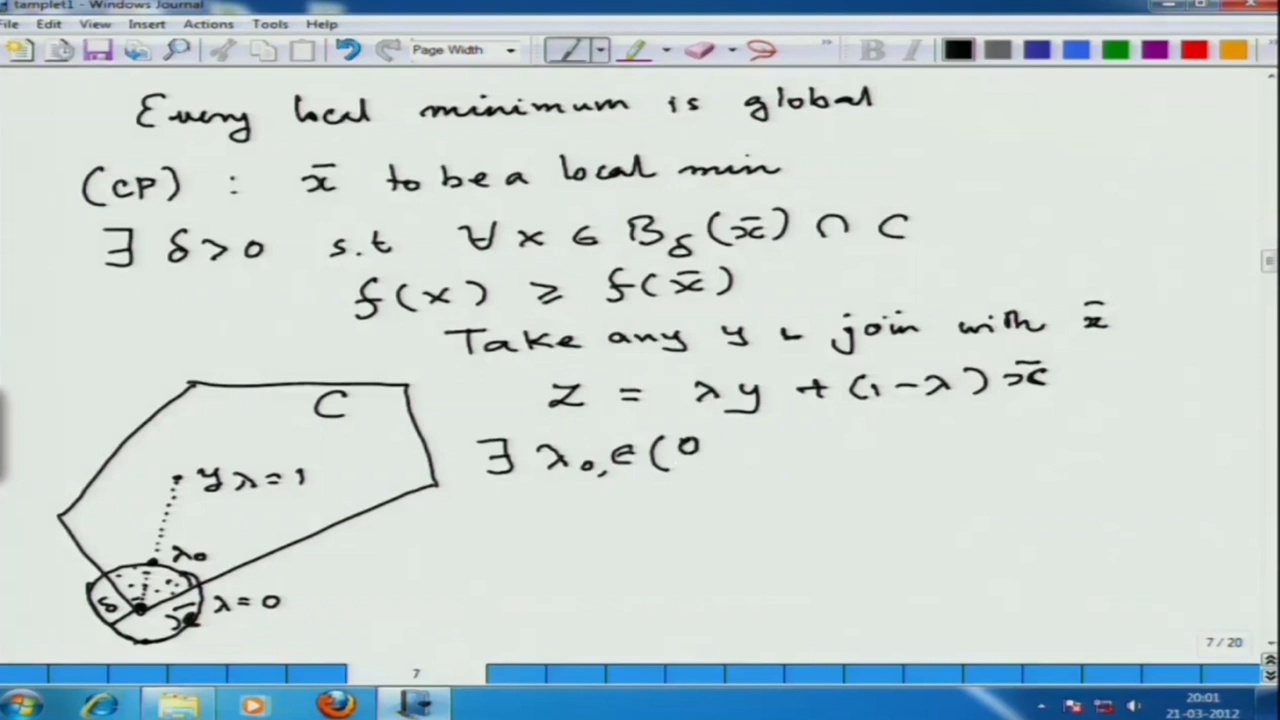 tamplet1 - Windows Journal
File Edit View Insert Actions Tools Help
Page Width
Every local minimum is global
(CP) : x̄ to be a local min
∃ δ > 0 s.t ∀ x ∈ B_δ(x̄) ∩ C
f(x) ≥ f(x̄)
Take any y & join with x̄
z = λy + (1-λ)x̄
∃ λ₀, ∈ (0
C
y λ = 1
λ₀
δ x̄ λ = 0
7 / 20
7
20:01
21-03-2012